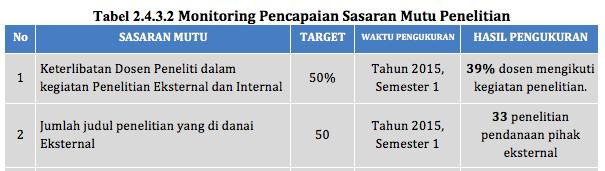 Tabel 2.4.3.2 Monitoring Pencapaian Sasaran Mutu Penelitian
No SASARAN MUTU TARGET WAKTU PENGUKURAN HASIL PENGUKURAN
1 Keterlibatan Dosen Peneliti dalam kegiatan Penelitian Eksternal dan Internal 50% Tahun 2015, Semester 1 39% dosen mengikuti kegiatan penelitian.
2 Jumlah judul penelitian yang di danai Eksternal 50 Tahun 2015, Semester 1 33 penelitian pendanaan pihak eksternal